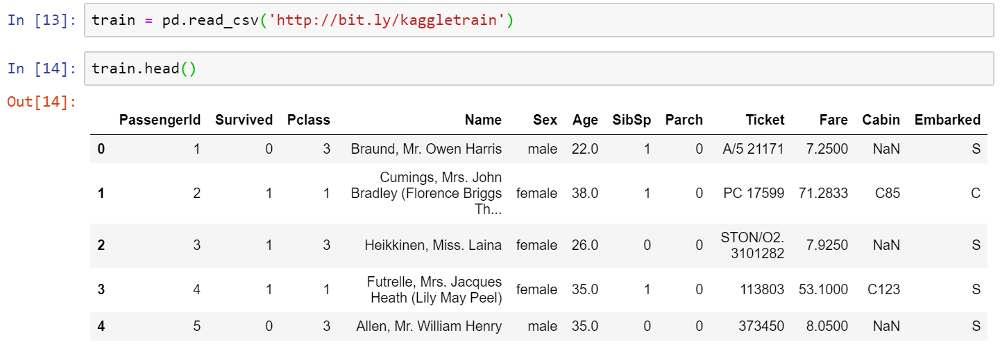 In [13]: train = pd.read_csv('http://bit.ly/kaggletrain')
In [14]: train.head()
Out[14]:
PassengerId Survived Pclass Name Sex Age SibSp Parch Ticket Fare Cabin Embarked
0 1 0 3 Braund, Mr. Owen Harris male 22.0 1 0 A/5 21171 7.2500 NaN S
Cumings, Mrs. John
1 2 1 1 Bradley (Florence Briggs female 38.0 1 0 PC 17599 71.2833 C85 C
Th...
2 3 1 3 Heikkinen, Miss. Laina female 26.0 0 0 STON/O2. 7.9250 NaN S
3101282
3 4 1 1 Futrelle, Mrs. Jacques female 35.0 1 0 113803 53.1000 C123 S
Heath (Lily May Peel)
4 5 0 3 Allen, Mr. William Henry male 35.0 0 0 373450 8.0500 NaN S